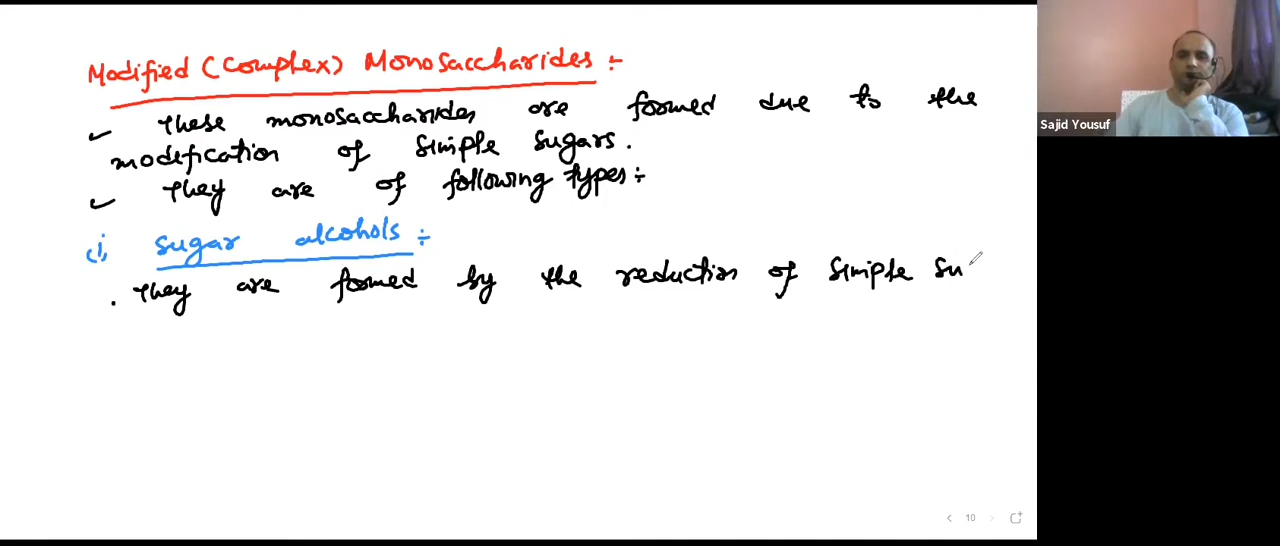 Modified (Complex) Monosaccharides :-
These monosaccharides are formed due to the
modefication of simple sugars.
They are of following types :-
(i, sugar alcohols :-
. They are formed by the reduction of simple su
Sajid Yousuf
10